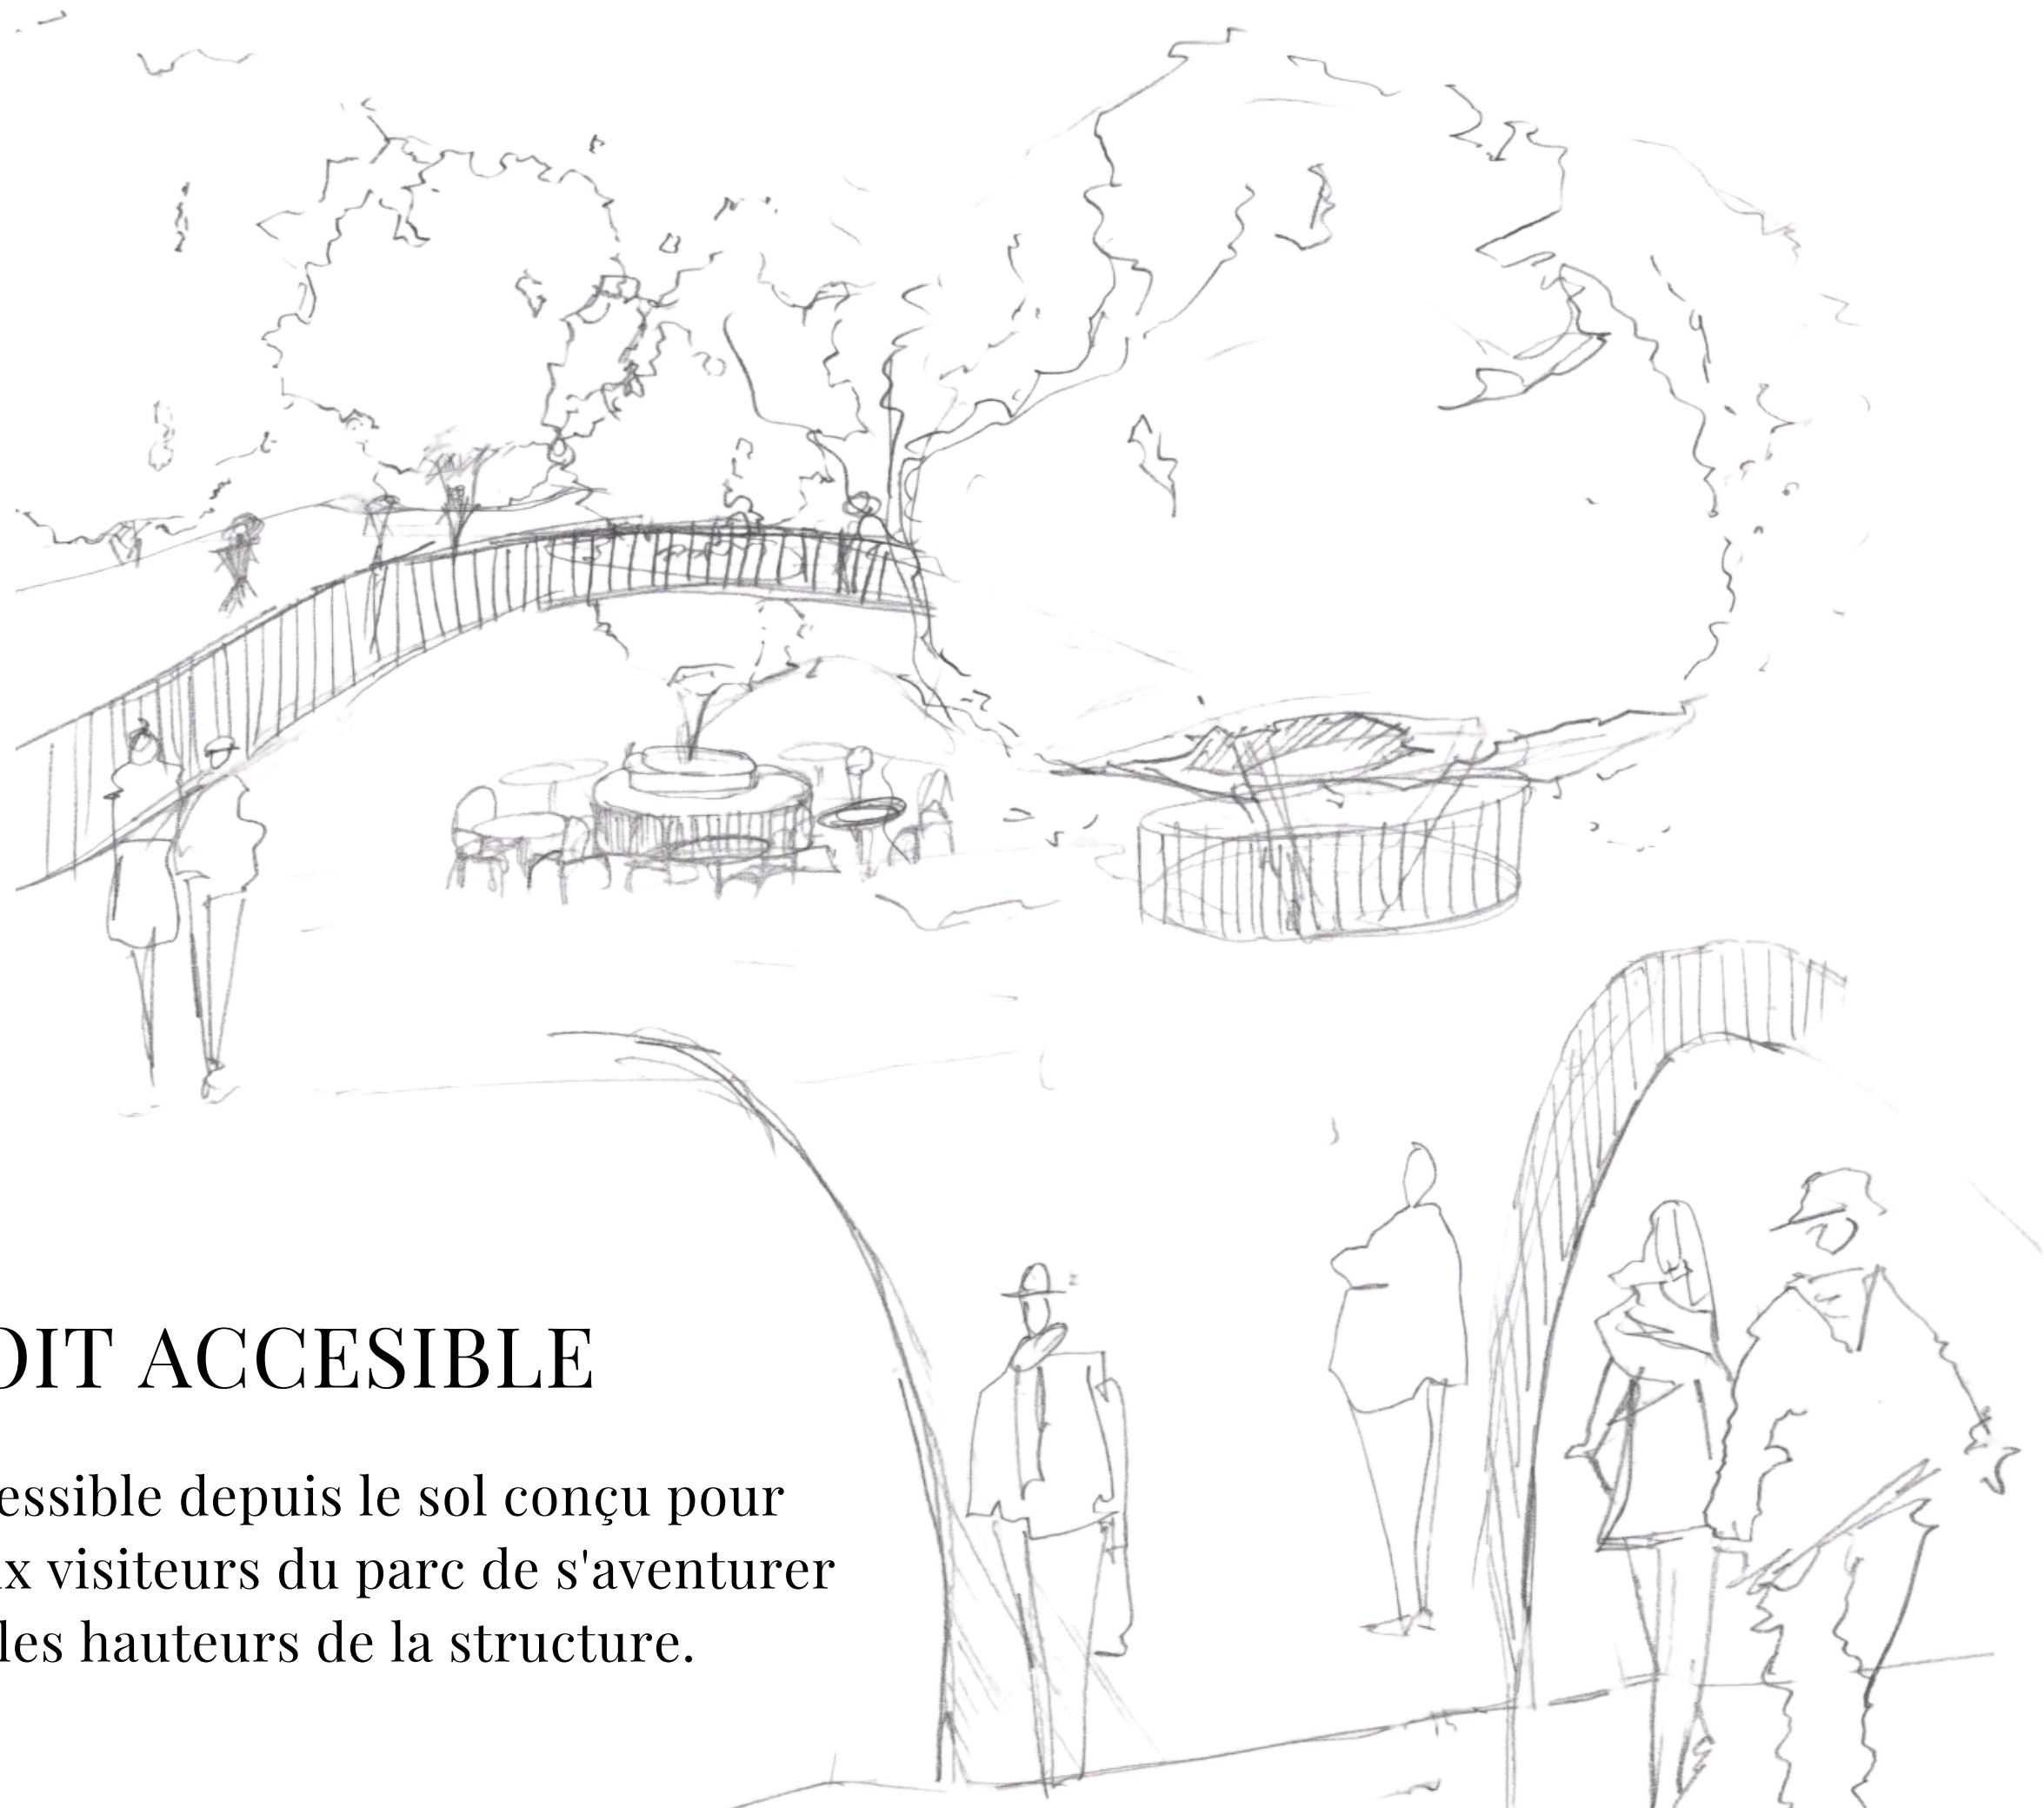 OIT ACCESIBLE
essible depuis le sol conçu pour
x visiteurs du parc de s'aventurer
les hauteurs de la structure.